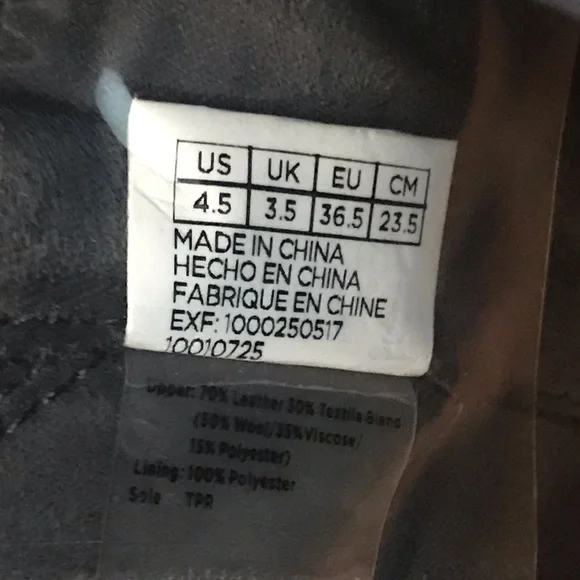 US UK EU CM
4.5 3.5 36.5 23.5
MADE IN CHINA
HECHO EN CHINA
FABRIQUE EN CHINE
EXF: 1000250517
10010725
Upper: 70% Leather 30% Textile Blend
(50% Wool/35% Viscose/
15% Polyester)
Lining: 100% Polyester
Sole TPR